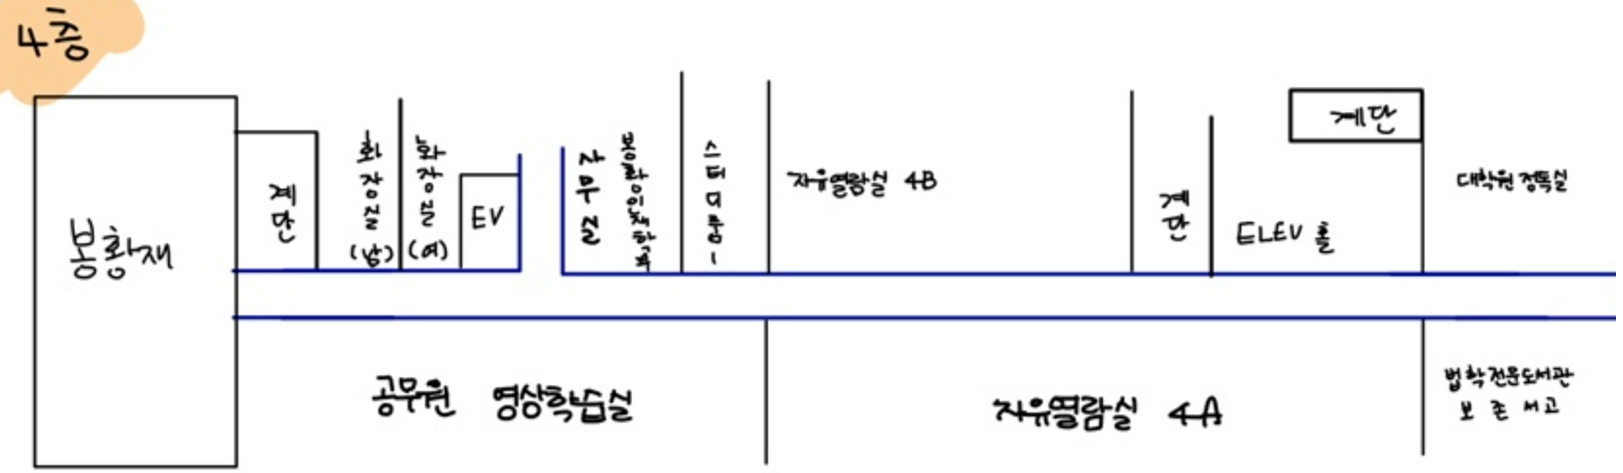 4층
봉황재
계단
화장실
(남)
화장실
(여)
EV
사무실
봉황인재학과
스터디룸1
자유열람실 4B
계단
ELEV 홀
계단
대학원 정독실
공무원 영상학습실
자유열람실 4A
법학전문도서관
보존서고